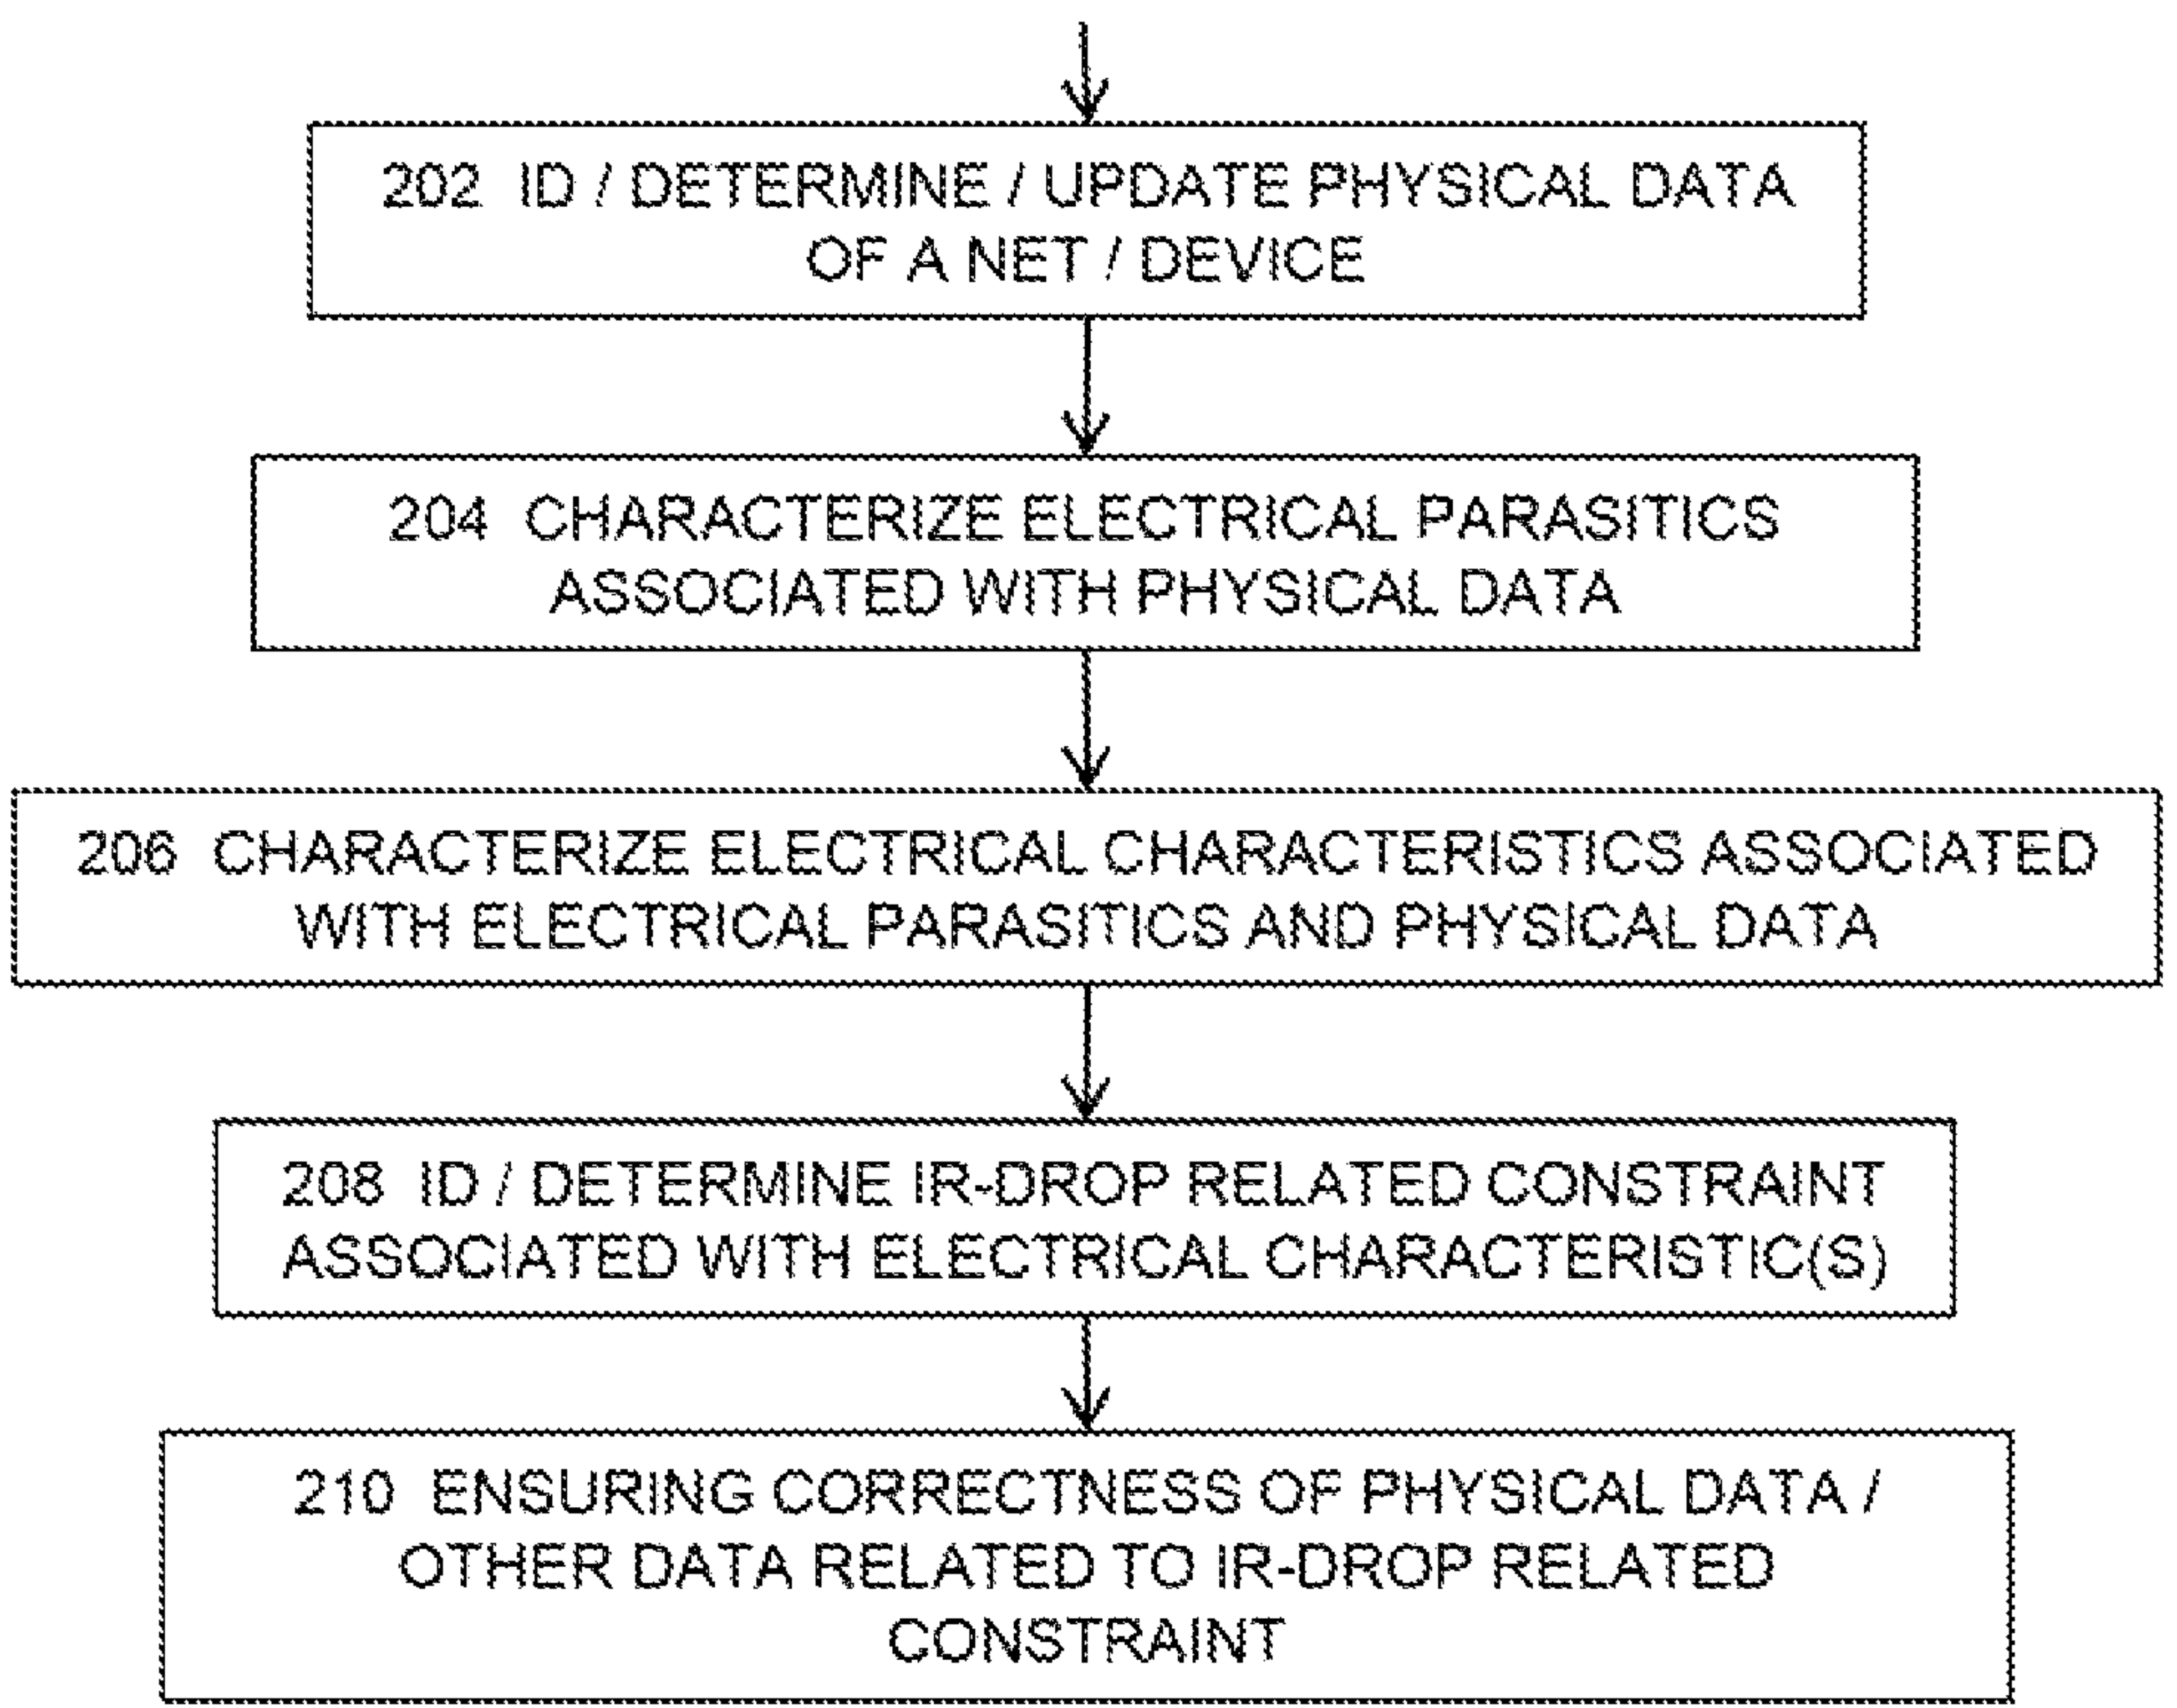 202 ID / DETERMINE / UPDATE PHYSICAL DATA
OF A NET / DEVICE
204 CHARACTERIZE ELECTRICAL PARASITICS
ASSOCIATED WITH PHYSICAL DATA
206 CHARACTERIZE ELECTRICAL CHARACTERISTICS ASSOCIATED
WITH ELECTRICAL PARASITICS AND PHYSICAL DATA
208 ID / DETERMINE IR-DROP RELATED CONSTRAINT
ASSOCIATED WITH ELECTRICAL CHARACTERISTIC(S)
210 ENSURING CORRECTNESS OF PHYSICAL DATA /
OTHER DATA RELATED TO IR-DROP RELATED
CONSTRAINT